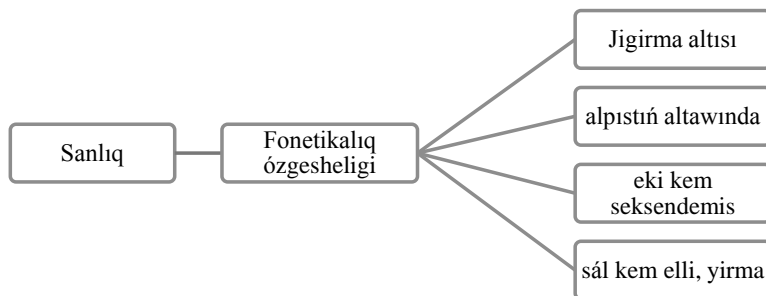 Sanlıq
Fonetikalıq
ózgesheligi
Jigirma altısı
alpıstıń altawında
eki kem
seksendemis
sál kem elli, yirma